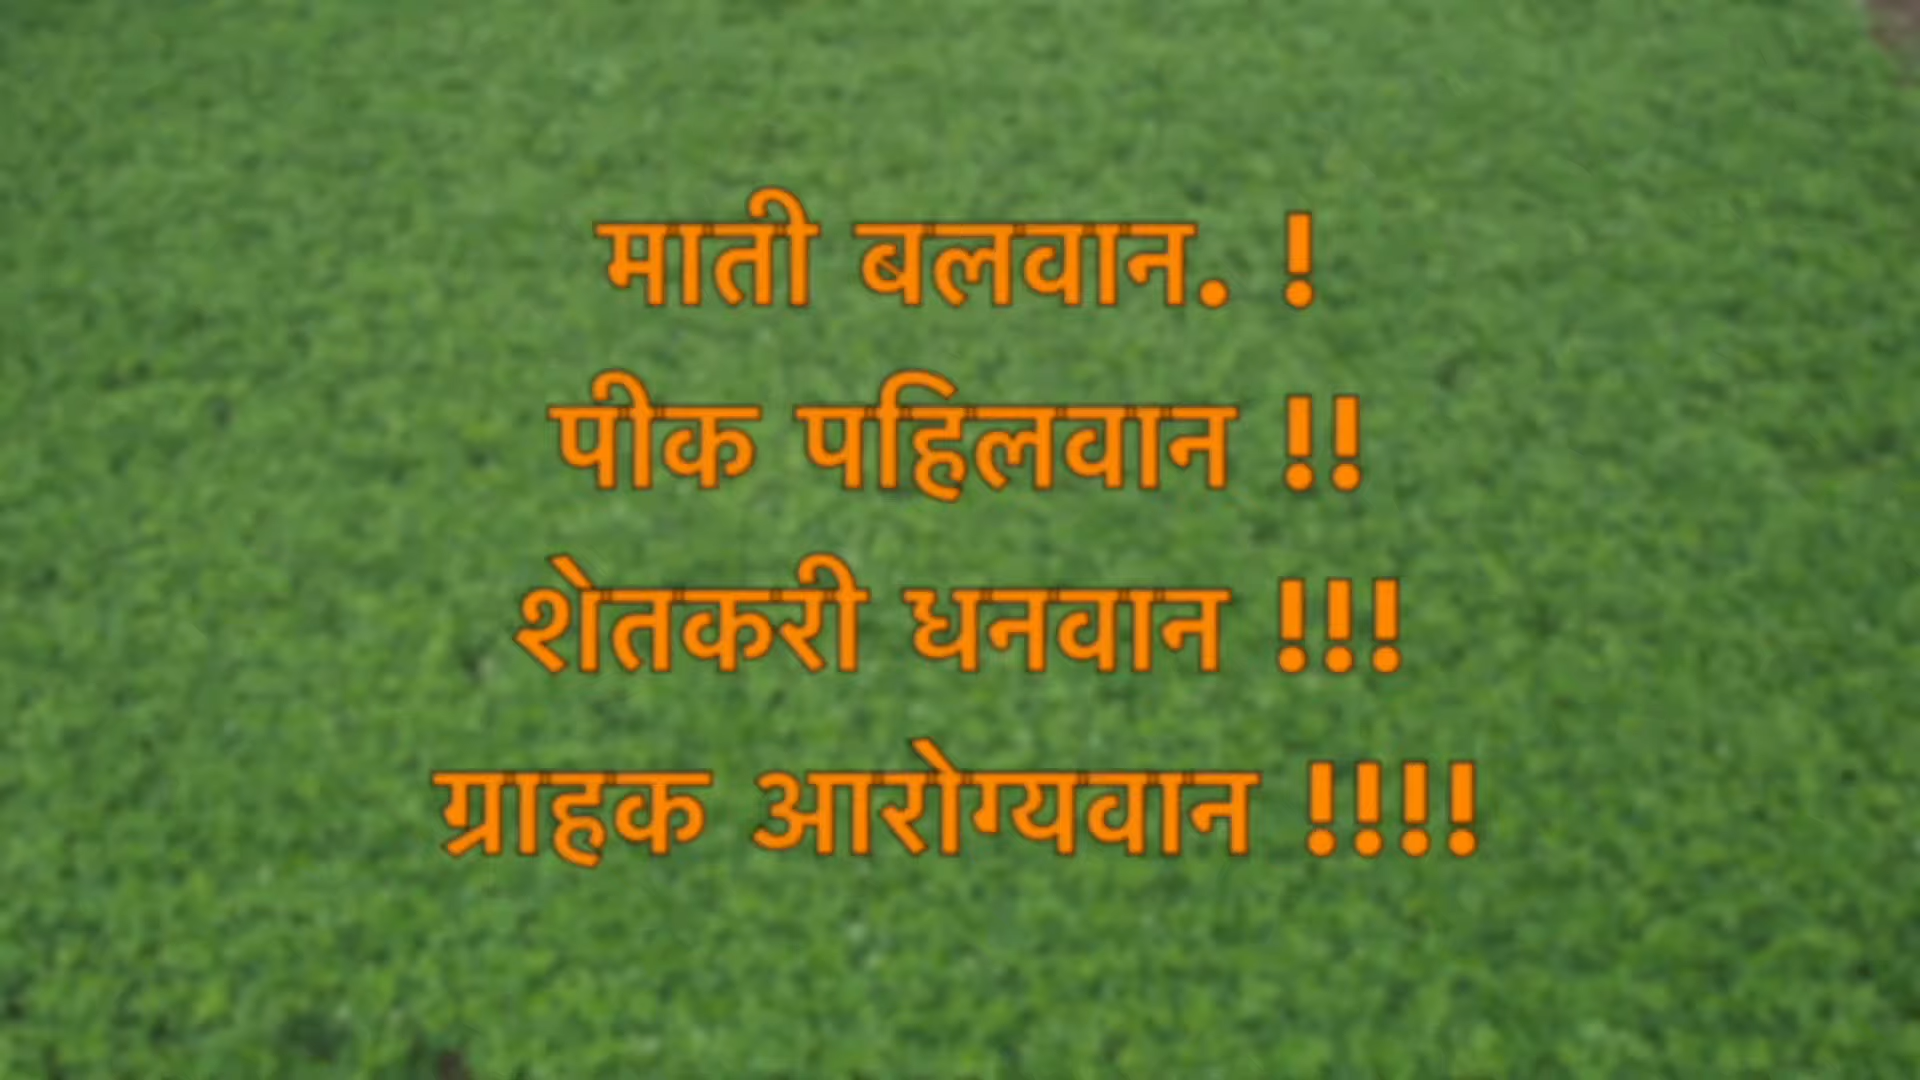 माती बलवान. !
पीक पहिलवान !!
शेतकरी धनवान !!!
ग्राहक आरोग्यवान !!!!